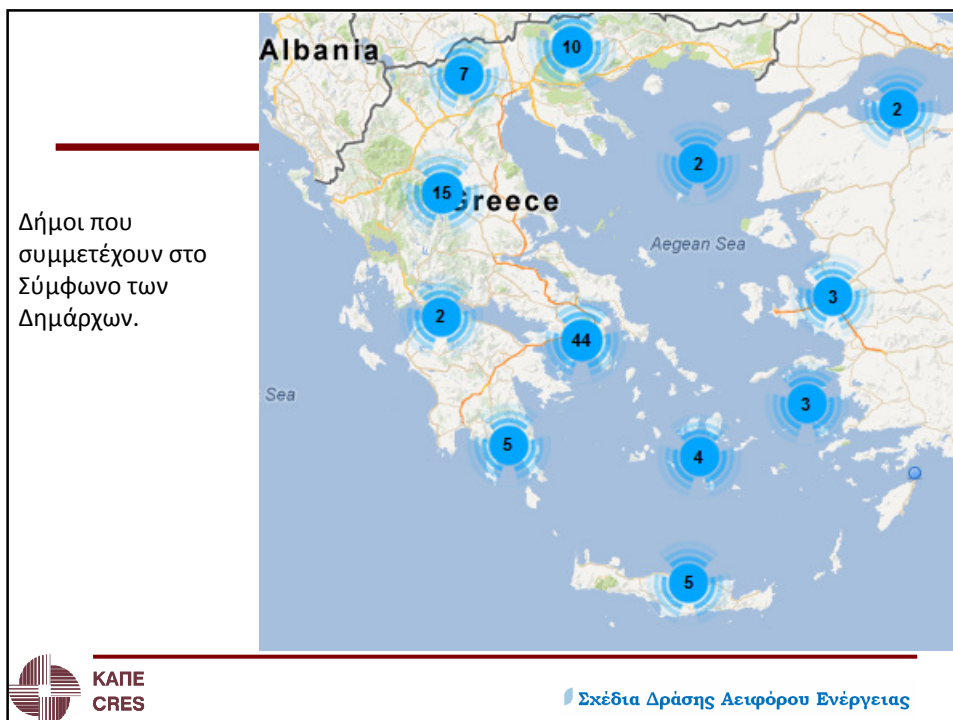 Δήμοι που
συμμετέχουν στο
Σύμφωνο των
Δημάρχων.
Albania
10
7
2
2
15
Greece
Aegean Sea
3
2
44
Sea
3
5
4
5
ΚΑΠΕ
CRES
Σχέδια Δράσης Αειφόρου Ενέργειας